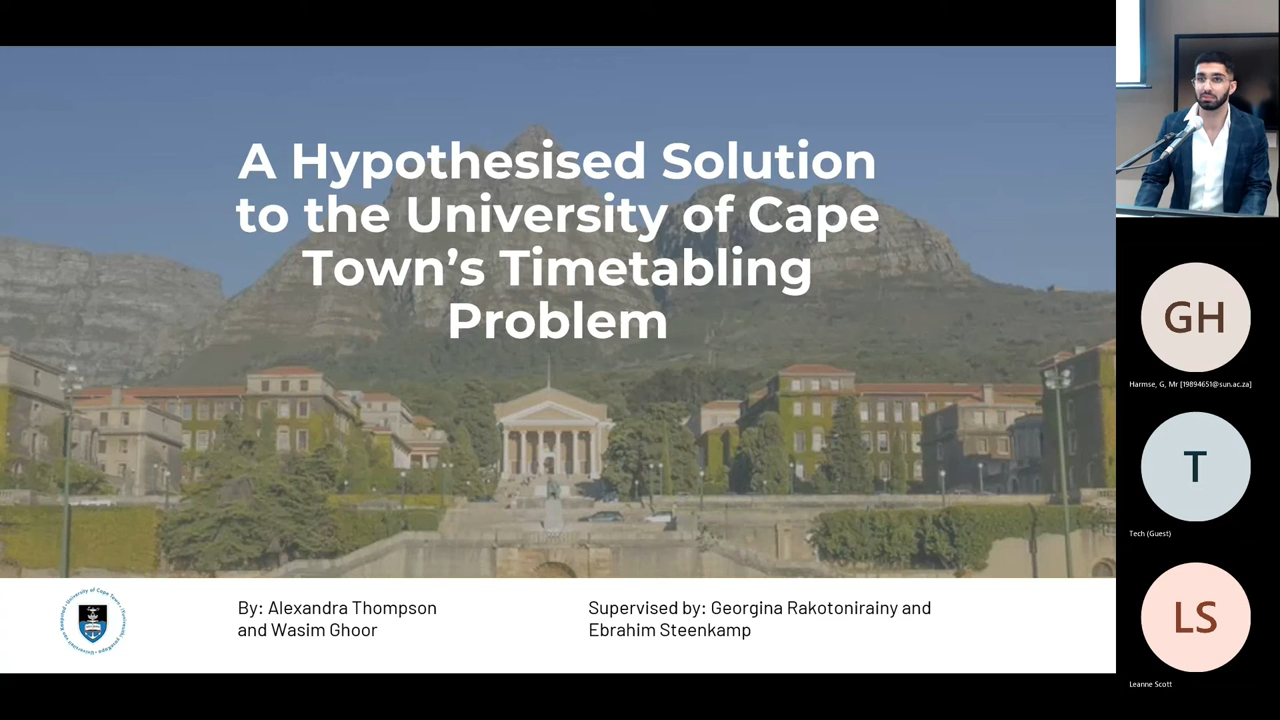 A Hypothesised Solution
to the University of Cape
Town's Timetabling
Problem
By: Alexandra Thompson
and Wasim Ghoor
Supervised by: Georgina Rakotonirainy and
Ebrahim Steenkamp
GH
Harmse, G, Mr [19894651@sun.ac.za]
T
Tech (Guest)
LS
Leanne Scott